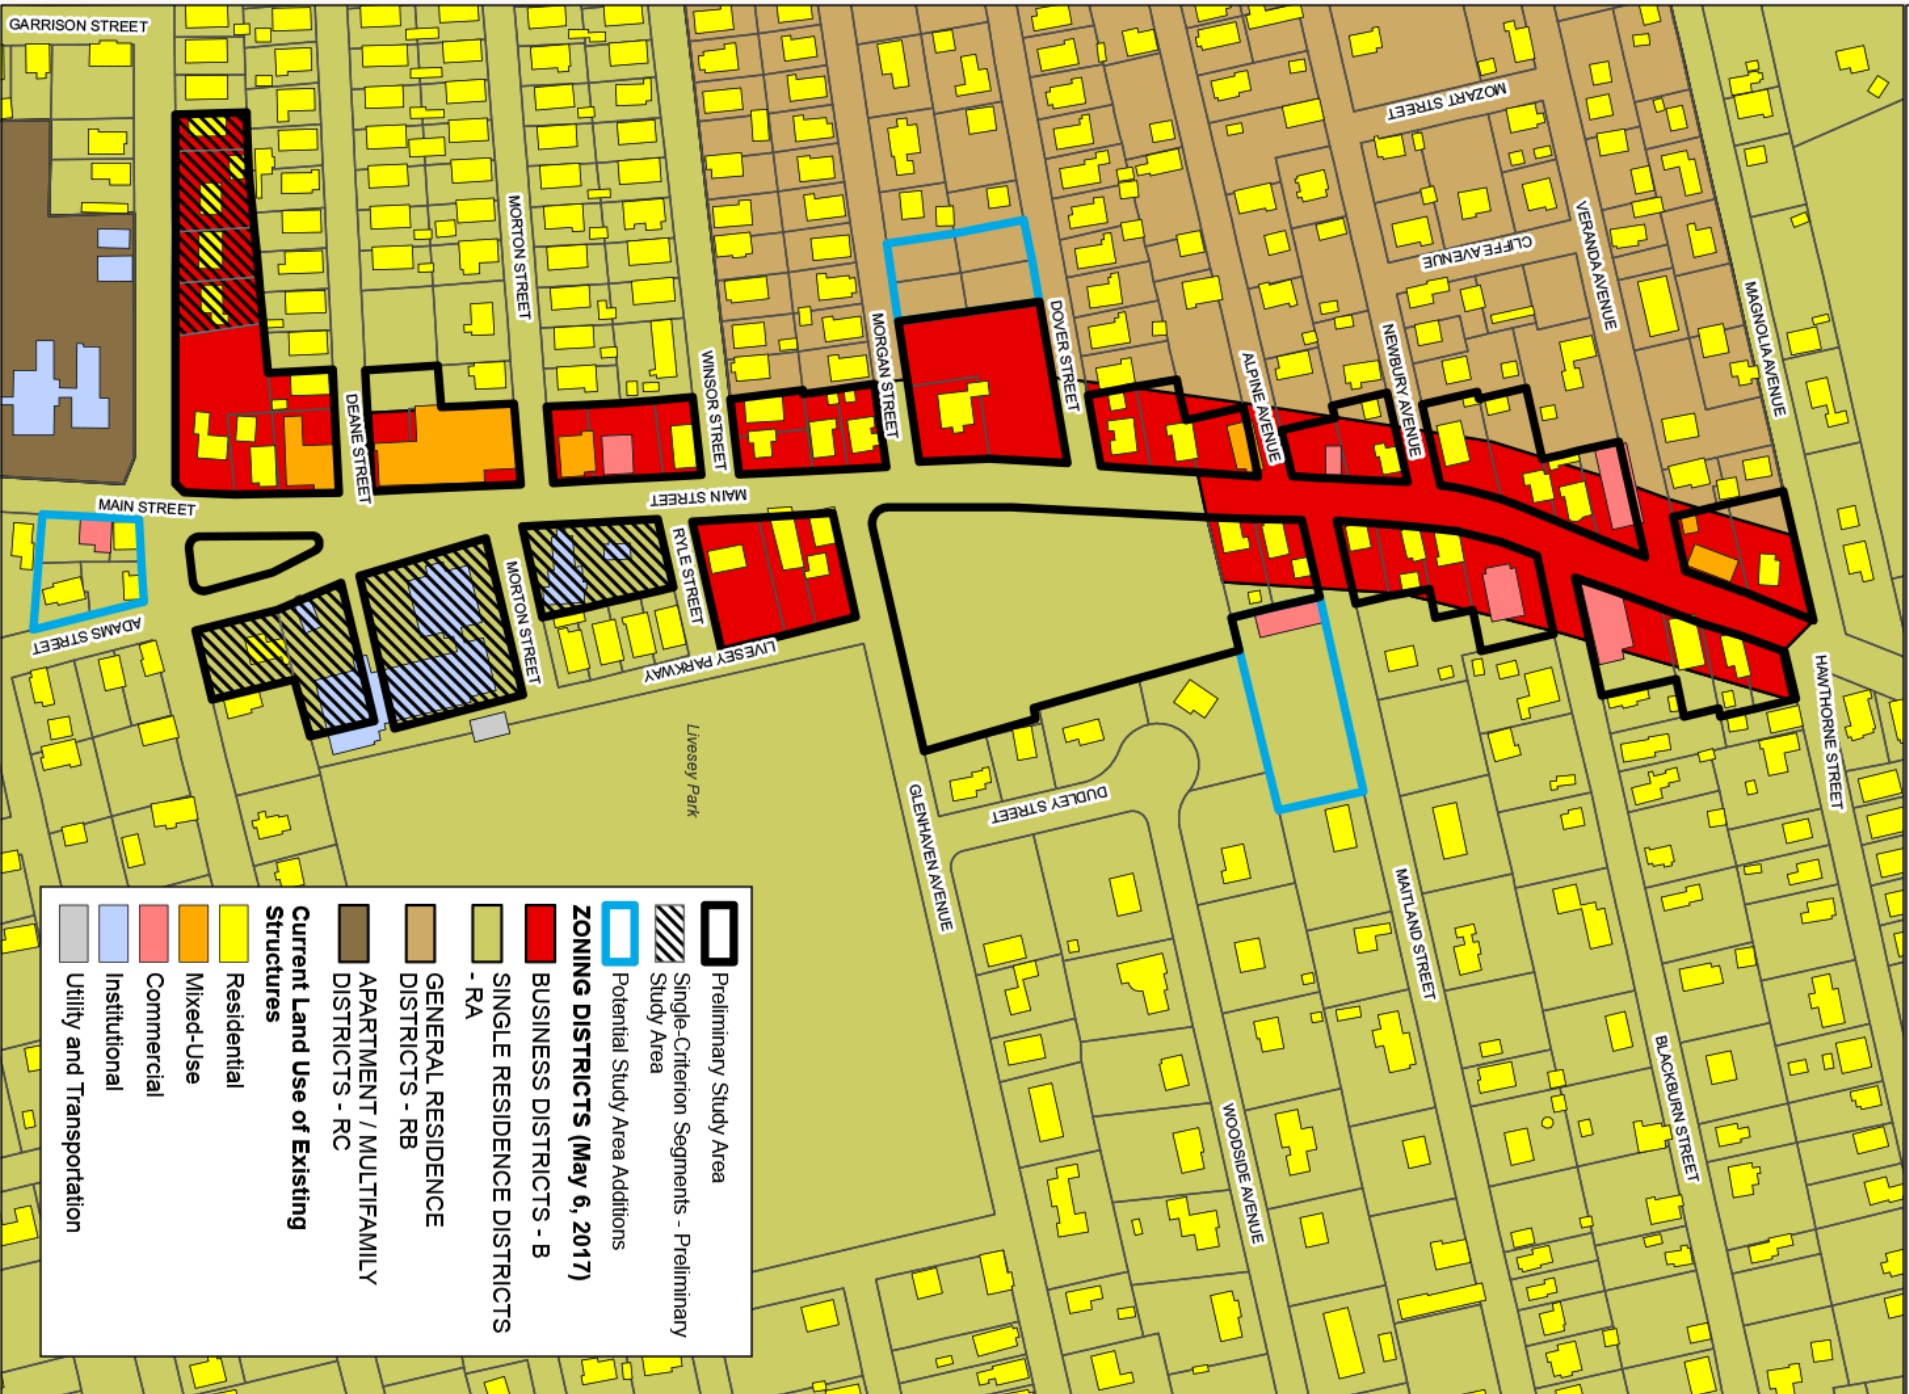 GARRISON STREET
MOZART STREET
MORTON STREET
CLIFFE AVENUE
VERANDA AVENUE
MAGNOLIA AVENUE
MORGAN STREET
DOVER STREET
WINSOR STREET
ALPINE AVENUE
NEWBURY AVENUE
DEANE STREET
MAIN STREET
MAIN STREET
RYLE STREET
MORTON STREET
ADAMS STREET
LIVESEY PARKWAY
HAWTHORNE STREET
Livesey Park
GLENHAVEN AVENUE
DUDLEY STREET
MAITLAND STREET
BLACKBURN STREET
WOODSIDE AVENUE
Preliminary Study Area
Single-Criterion Segments - Preliminary
Study Area
Potential Study Area Additions
ZONING DISTRICTS (May 6, 2017)
BUSINESS DISTRICTS - B
SINGLE RESIDENCE DISTRICTS
- RA
GENERAL RESIDENCE
DISTRICTS - RB
APARTMENT / MULTIFAMILY
DISTRICTS - RC
Current Land Use of Existing
Structures
Residential
Mixed-Use
Commercial
Institutional
Utility and Transportation